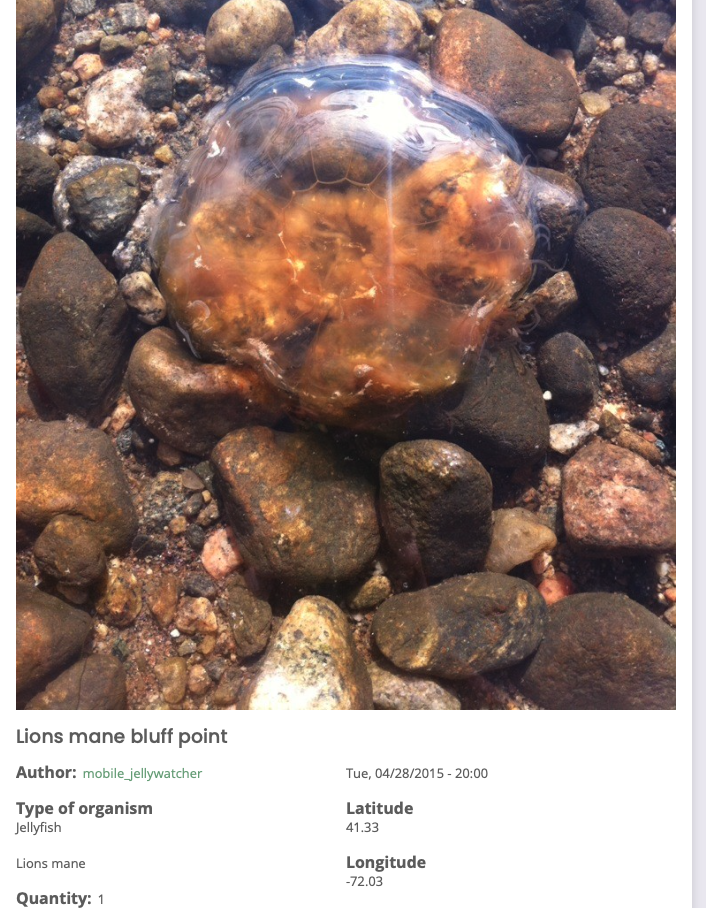 Lions mane bluff point
Author: mobile_jellywatcher
Tue, 04/28/2015 - 20:00
Type of organism
Jellyfish
Lions mane
Quantity: 1
Latitude
41.33
Longitude
-72.03